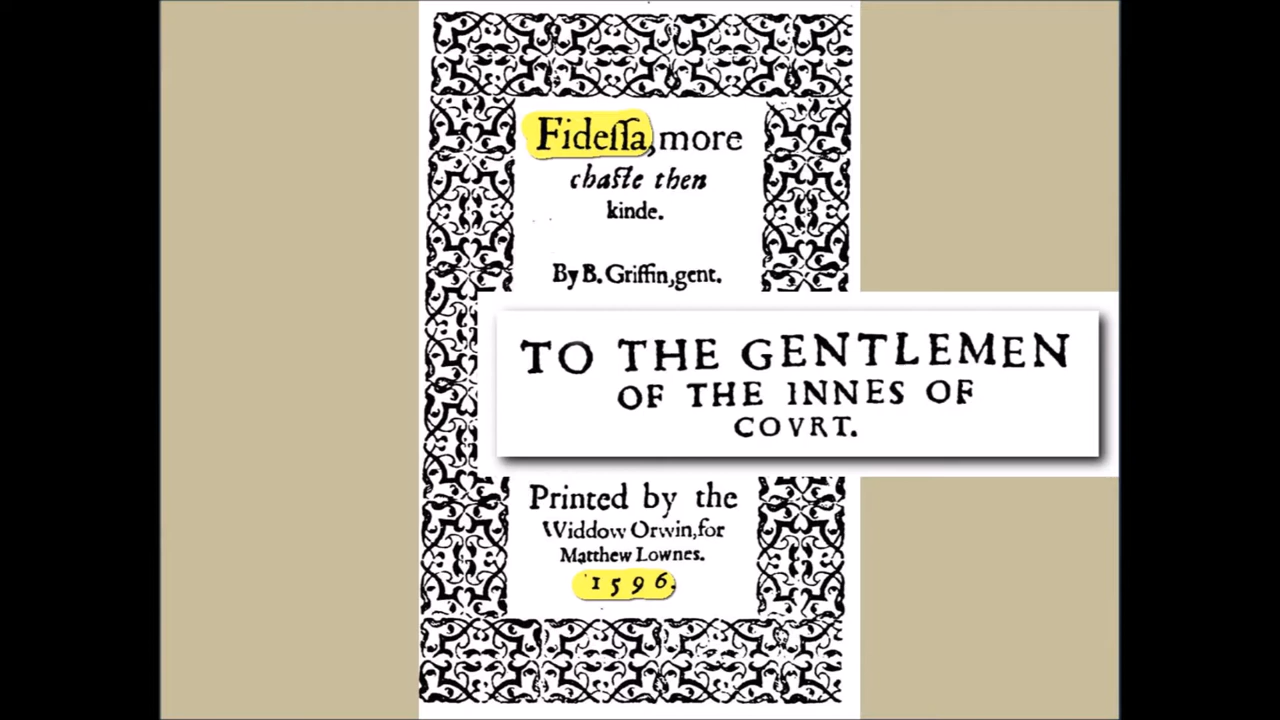 Fideſſa, more
chaſte then
kinde.
By B. Griffin, gent.
TO THE GENTLEMEN
OF THE INNES OF
COVRT.
Printed by the
Widdow Orwin, for
Matthew Lownes.
1596.